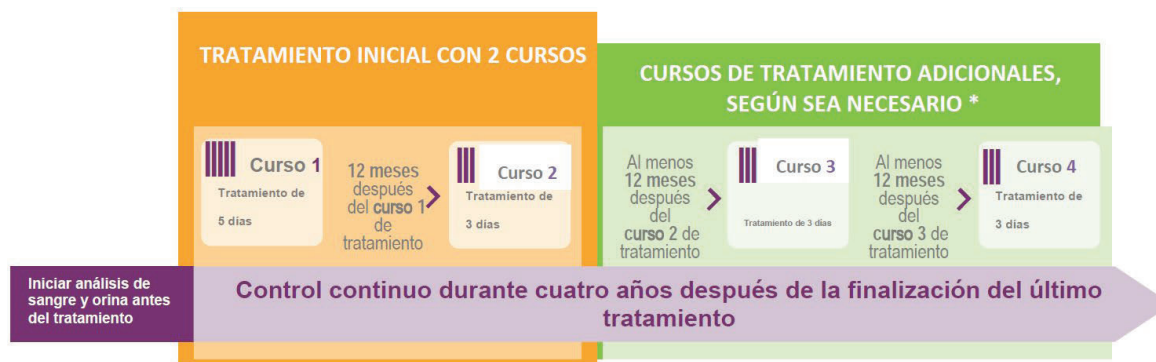 TRATAMIENTO INICIAL CON 2 CURSOS
CURSOS DE TRATAMIENTO ADICIONALES,
SEGÚN SEA NECESARIO *
Curso 1
Tratamiento de
5 días
12 meses
después
del curso 1
de
tratamiento
Curso 2
Tratamiento de
3 días
Al menos
12 meses
después
del
curso 2 de
tratamiento
Curso 3
Tratamiento de 3 días
Al menos
12 meses
después
del
curso 3 de
tratamiento
Curso 4
Tratamiento de
3 días
Iniciar análisis de
sangre y orina antes
del tratamiento
Control continuo durante cuatro años después de la finalización del último
tratamiento